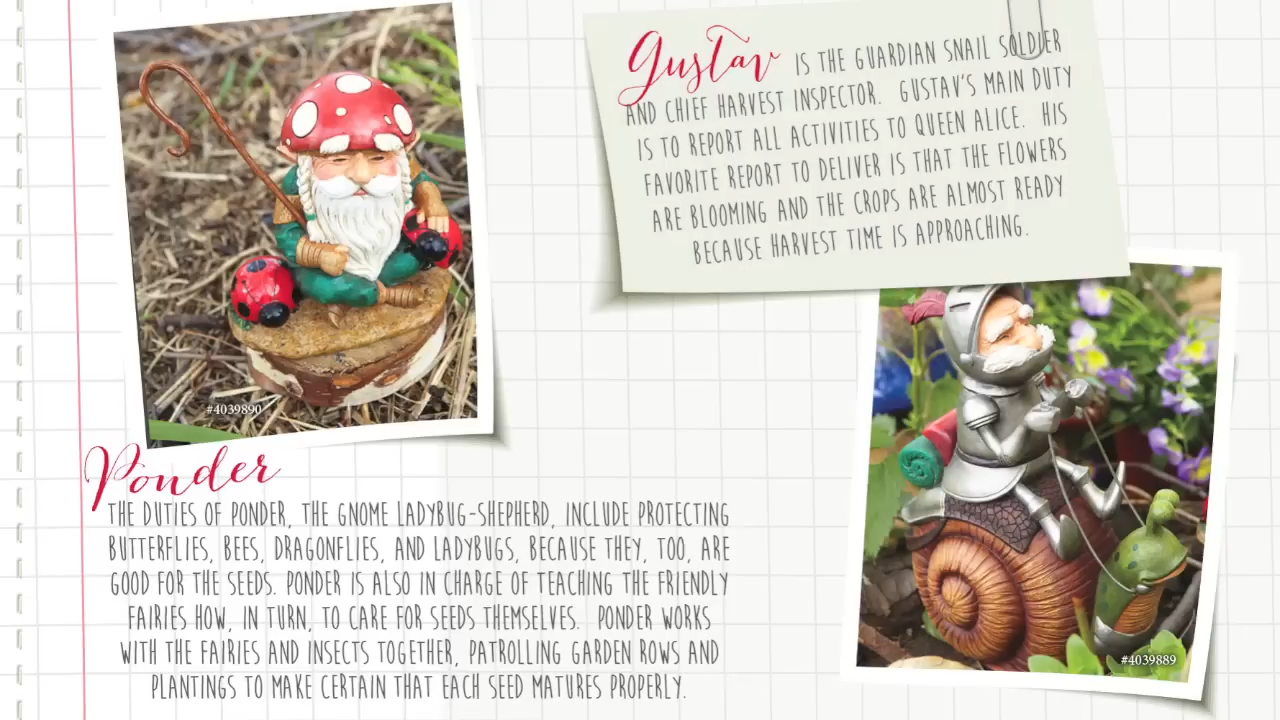 Gustav IS THE GUARDIAN SNAIL SOLDIER
AND CHIEF HARVEST INSPECTOR. GUSTAV'S MAIN DUTY
IS TO REPORT ALL ACTIVITIES TO QUEEN ALICE. HIS
FAVORITE REPORT TO DELIVER IS THAT THE FLOWERS
ARE BLOOMING AND THE CROPS ARE ALMOST READY
BECAUSE HARVEST TIME IS APPROACHING.
#4039890
Ponder
THE DUTIES OF PONDER, THE GNOME LADYBUG-SHEPHERD, INCLUDE PROTECTING
BUTTERFLIES, BEES, DRAGONFLIES, AND LADYBUGS, BECAUSE THEY, TOO, ARE
GOOD FOR THE SEEDS. PONDER IS ALSO IN CHARGE OF TEACHING THE FRIENDLY
FAIRIES HOW, IN TURN, TO CARE FOR SEEDS THEMSELVES. PONDER WORKS
WITH THE FAIRIES AND INSECTS TOGETHER, PATROLLING GARDEN ROWS AND
PLANTINGS TO MAKE CERTAIN THAT EACH SEED MATURES PROPERLY.
#4039889